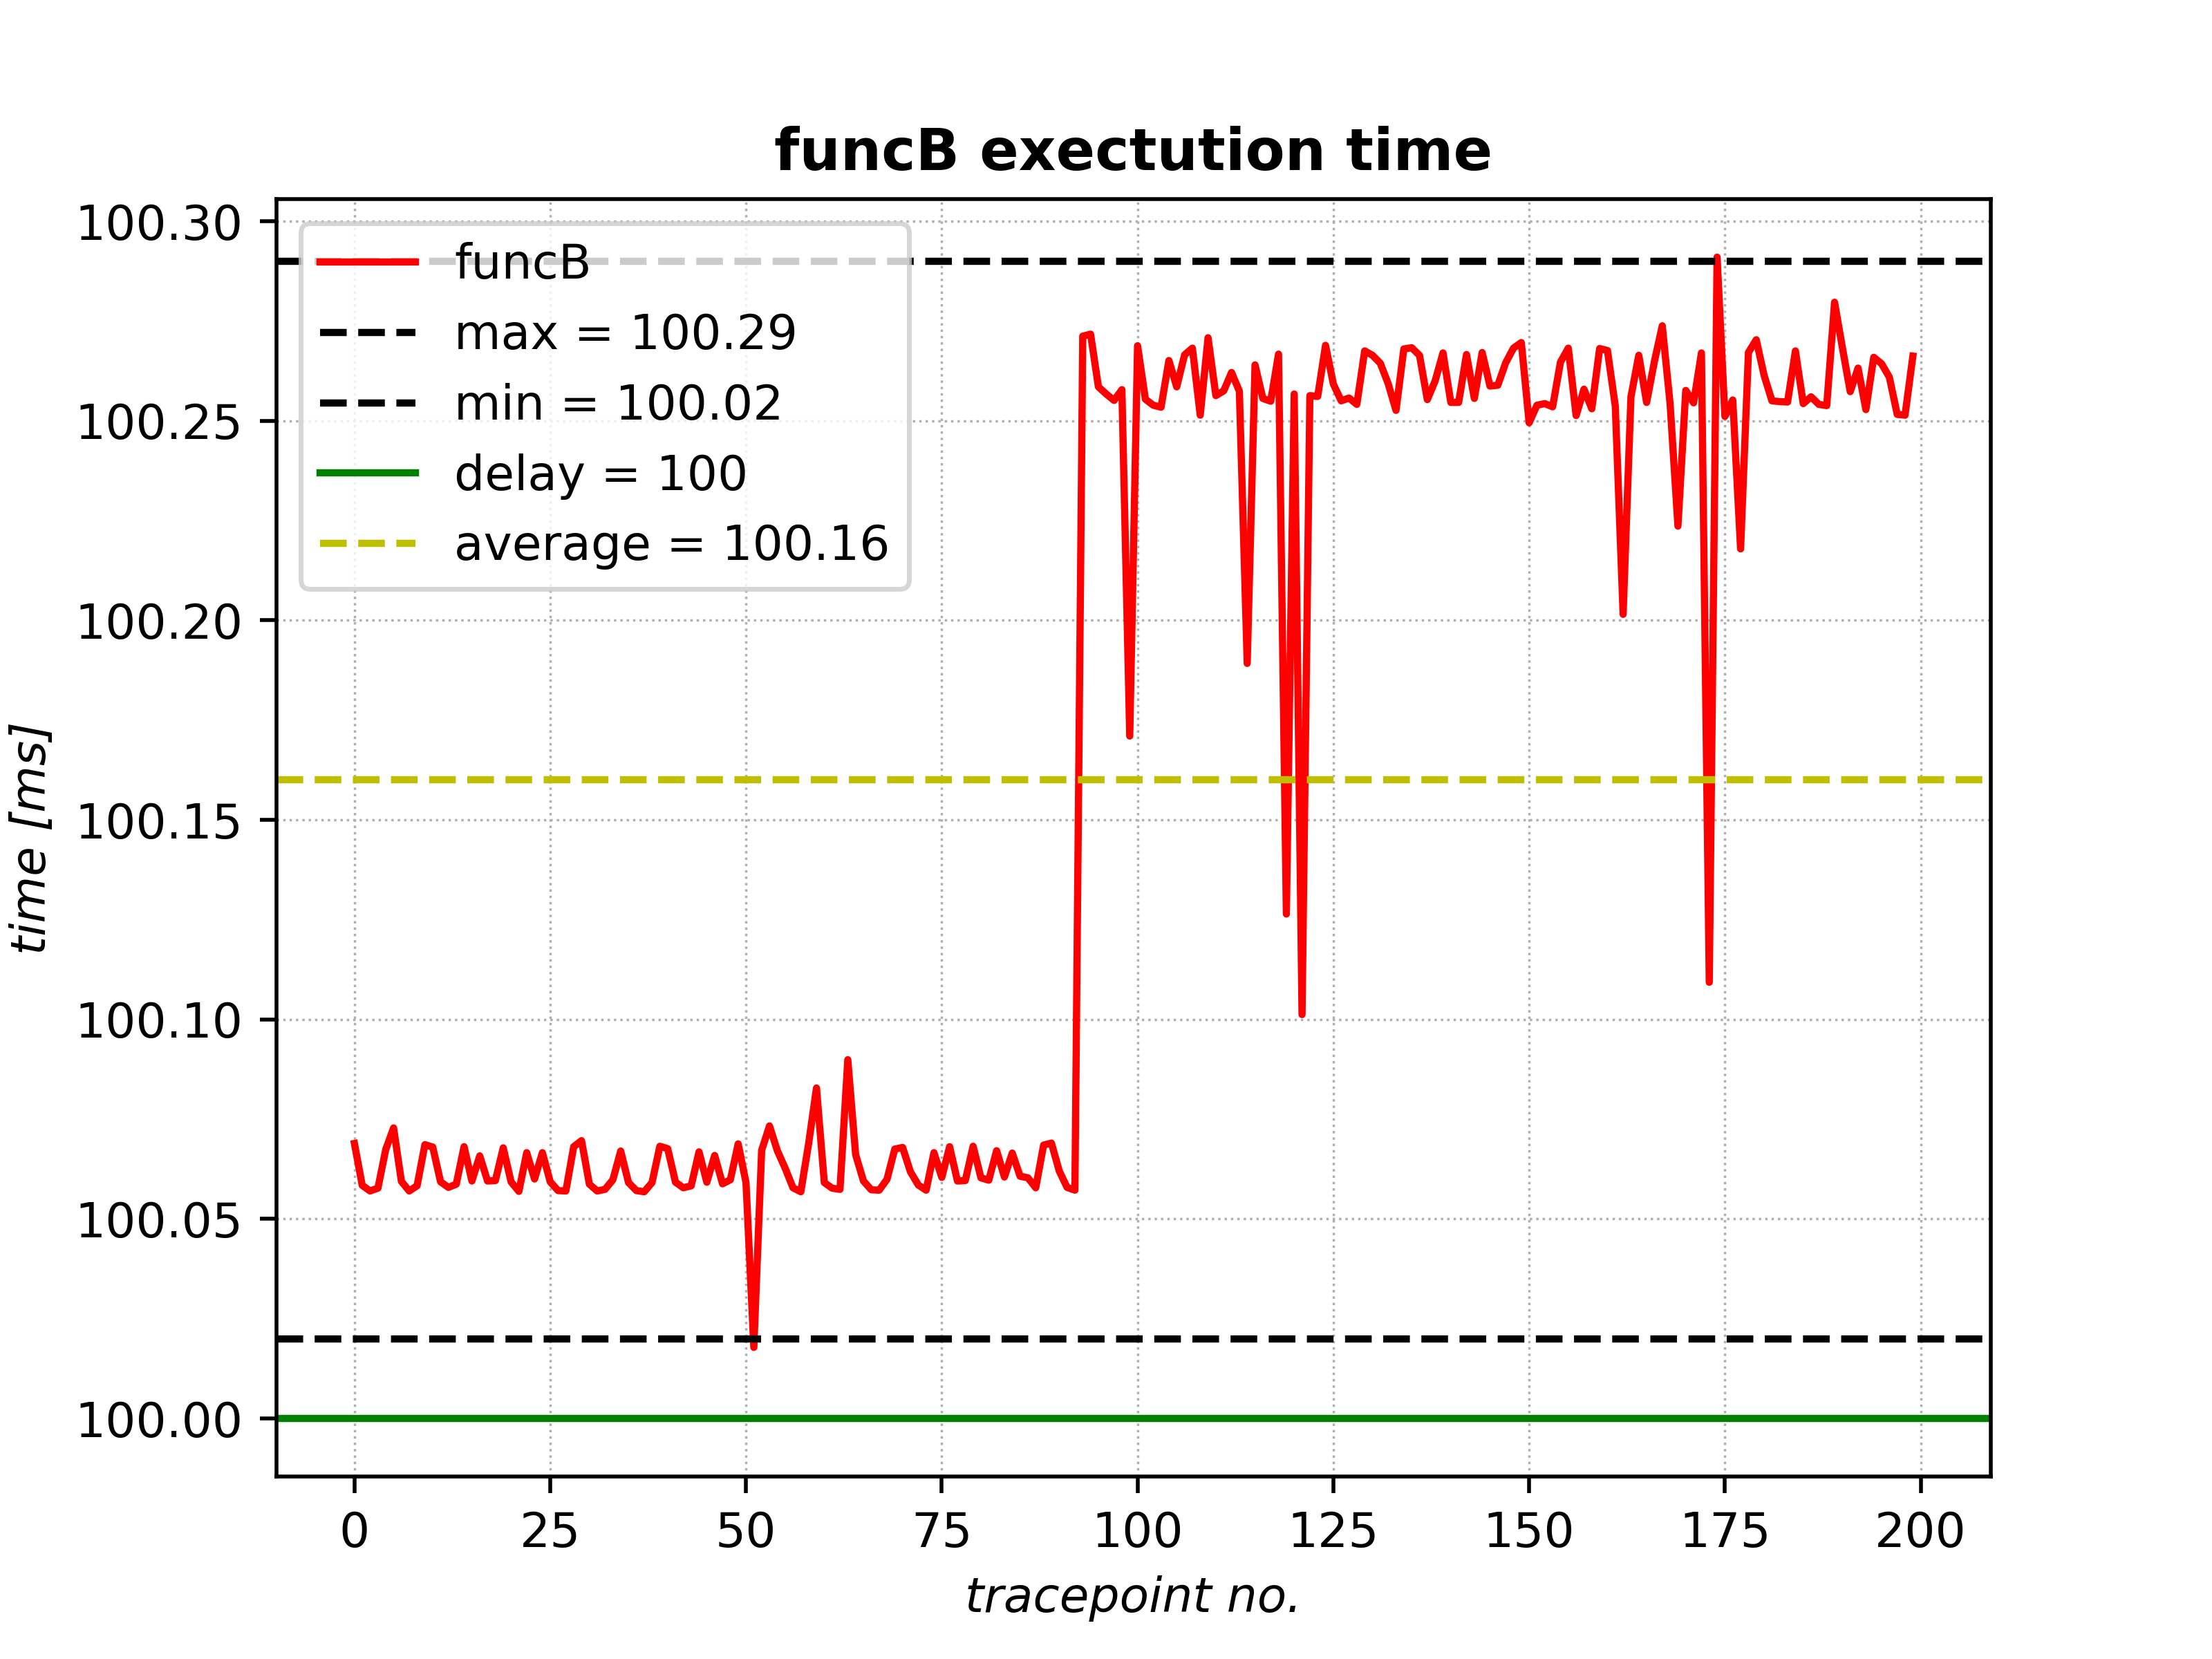 funcB exectution time
100.30
100.25
100.20
100.15
100.10
100.05
100.00
time [ms]
funcB
max = 100.29
min = 100.02
delay = 100
average = 100.16
0 25 50 75 100 125 150 175 200
tracepoint no.